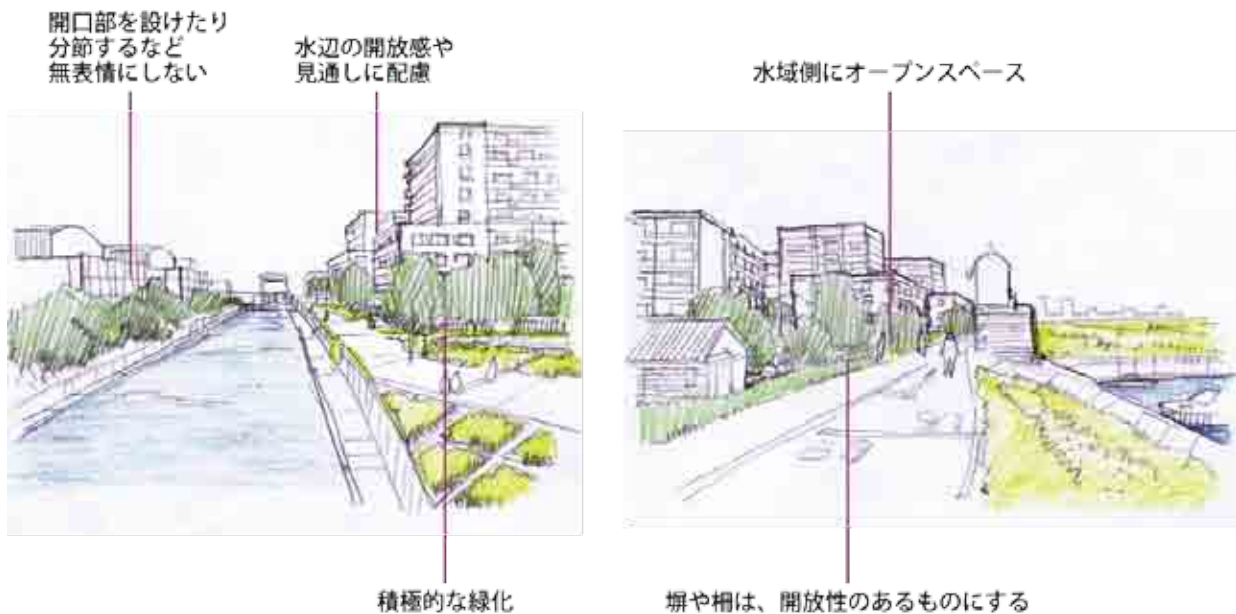 開口部を設けたり
分節するなど
無表情にしない
水辺の開放感や
見通しに配慮
水域側にオープンスペース
積極的な緑化
塀や柵は、開放性のあるものにする